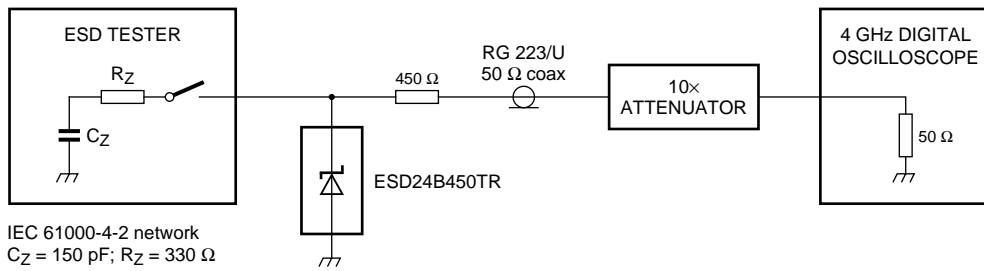 ESD TESTER
RZ
CZ
450 Ω
RG 223/U
50 Ω coax
10×
ATTENUATOR
4 GHz DIGITAL
OSCILLOSCOPE
50 Ω
ESD24B450TR
IEC 61000-4-2 network
CZ = 150 pF; RZ = 330 Ω